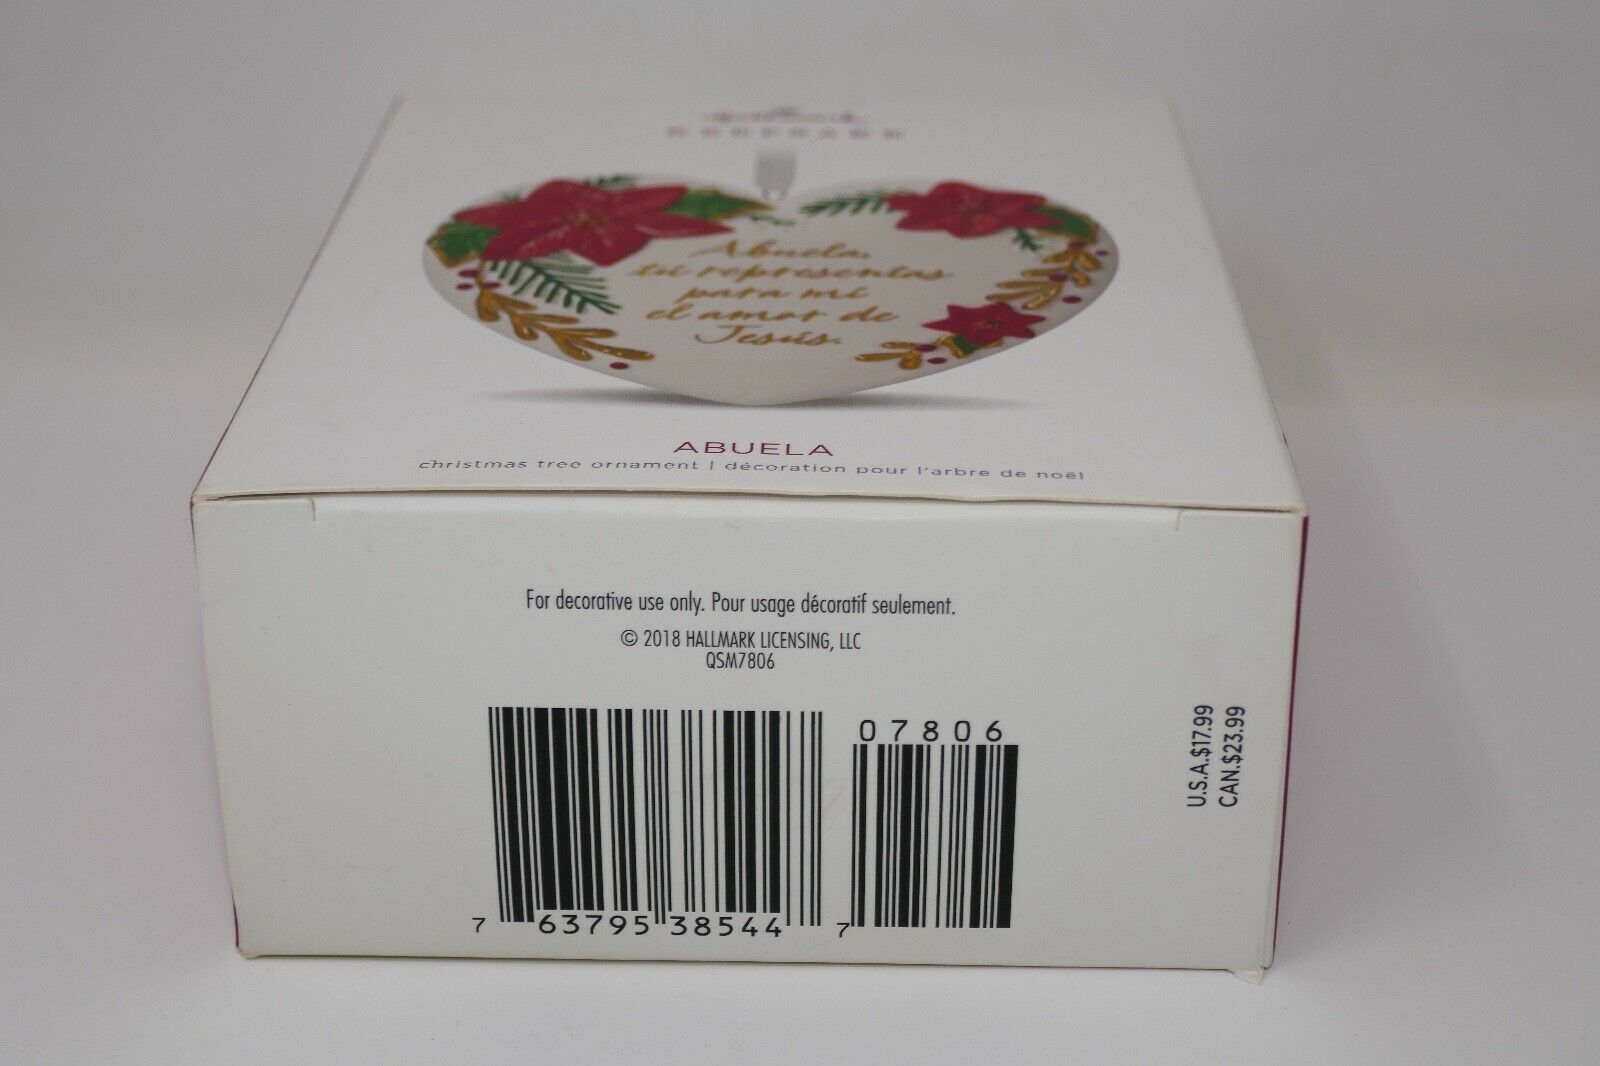 Hallmark
KEEPSAKE
Abuela,
tú representas
para mí
el amor de
Jesús.
ABUELA
christmas tree ornament | décoration pour l'arbre de noël
For decorative use only. Pour usage décoratif seulement.
© 2018 HALLMARK LICENSING, LLC
QSM7806
07806
7 63795 38544 7
U.S.A.$17.99
CAN.$23.99